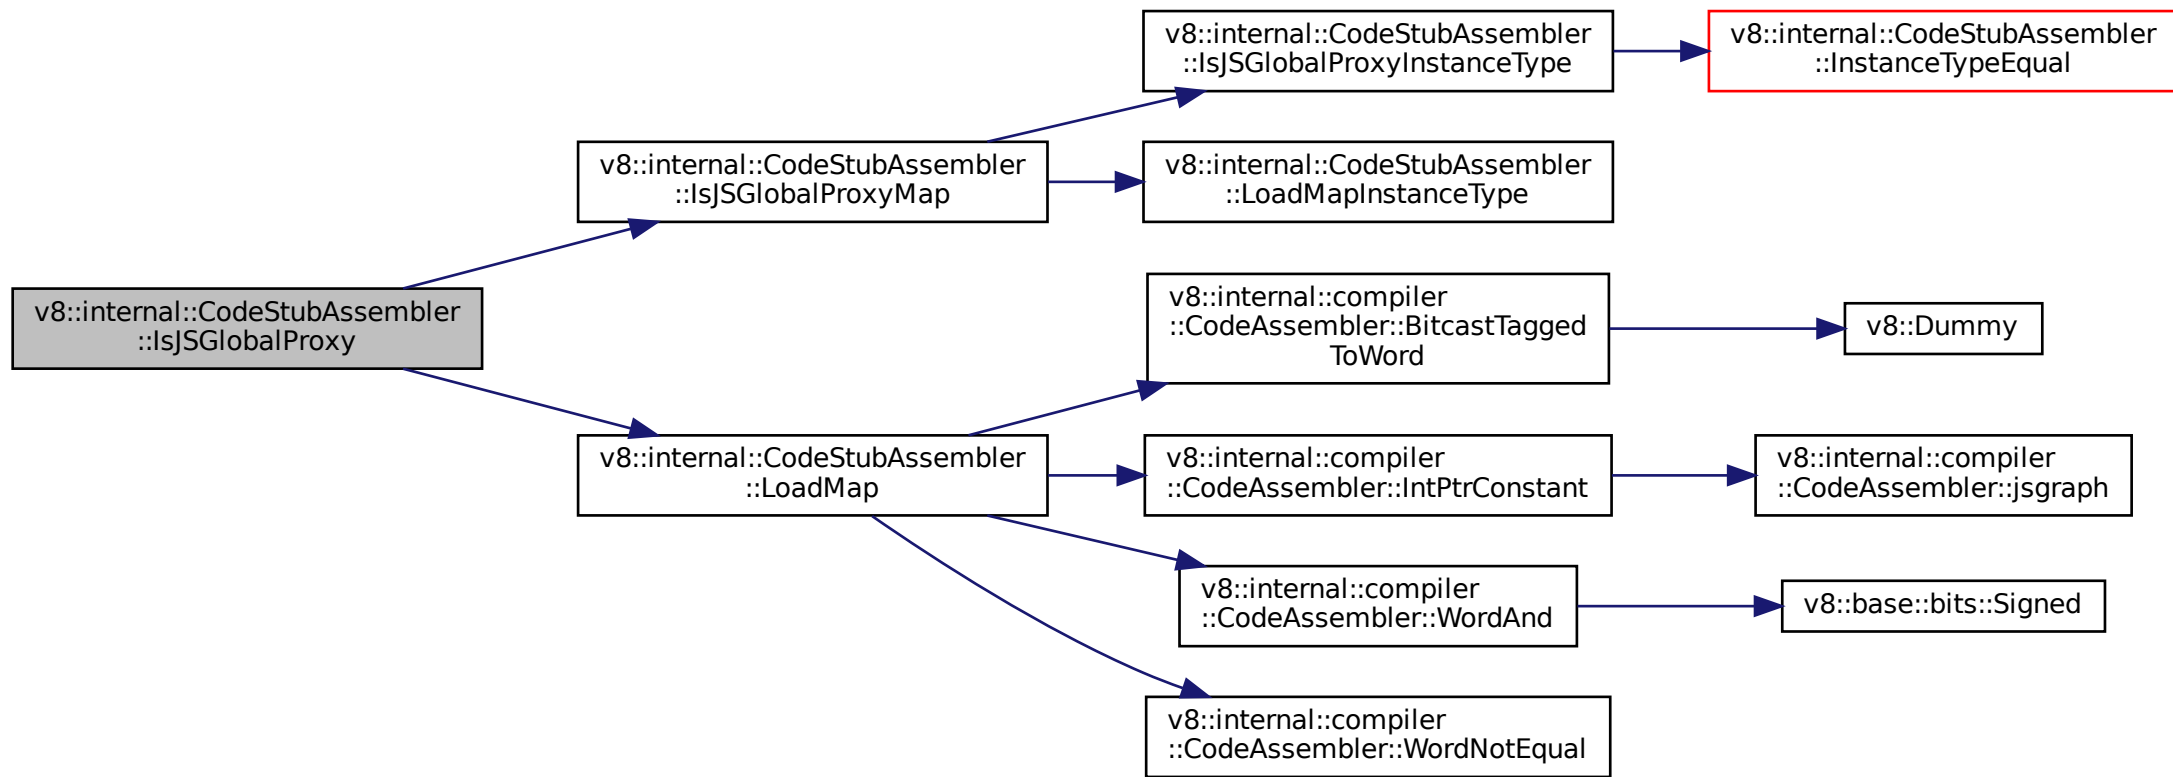 v8::internal::CodeStubAssembler
::IsJSGlobalProxy
v8::internal::CodeStubAssembler
::IsJSGlobalProxyMap
v8::internal::CodeStubAssembler
::IsJSGlobalProxyInstanceType
v8::internal::CodeStubAssembler
::InstanceTypeEqual
v8::internal::CodeStubAssembler
::LoadMapInstanceType
v8::internal::CodeStubAssembler
::LoadMap
v8::internal::compiler
::CodeAssembler::BitcastTagged
ToWord
v8::Dummy
v8::internal::compiler
::CodeAssembler::IntPtrConstant
v8::internal::compiler
::CodeAssembler::jsgraph
v8::internal::compiler
::CodeAssembler::WordAnd
v8::base::bits::Signed
v8::internal::compiler
::CodeAssembler::WordNotEqual